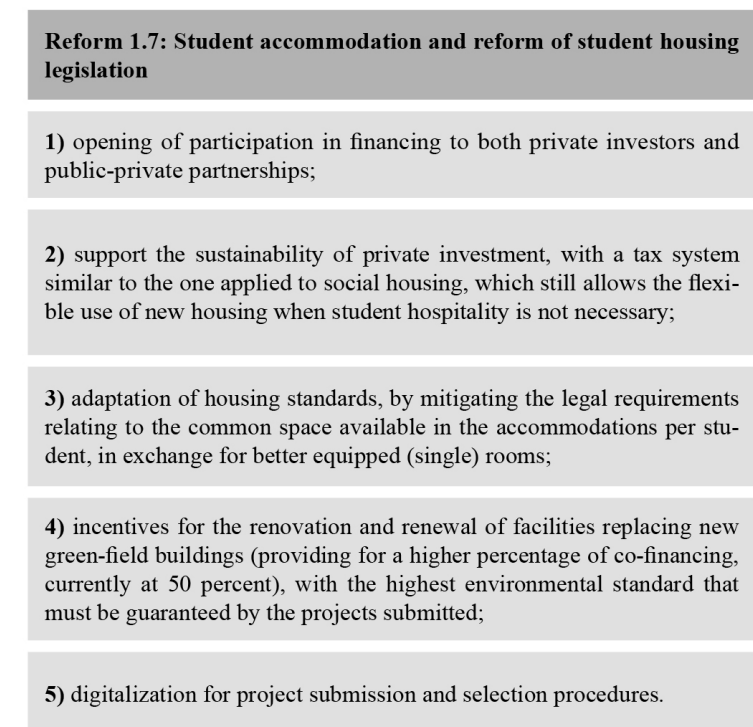 Reform 1.7: Student accommodation and reform of student housing
legislation
1) opening of participation in financing to both private investors and
public-private partnerships;
2) support the sustainability of private investment, with a tax system
similar to the one applied to social housing, which still allows the flexi-
ble use of new housing when student hospitality is not necessary;
3) adaptation of housing standards, by mitigating the legal requirements
relating to the common space available in the accommodations per stu-
dent, in exchange for better equipped (single) rooms;
4) incentives for the renovation and renewal of facilities replacing new
green-field buildings (providing for a higher percentage of co-financing,
currently at 50 percent), with the highest environmental standard that
must be guaranteed by the projects submitted;
5) digitalization for project submission and selection procedures.